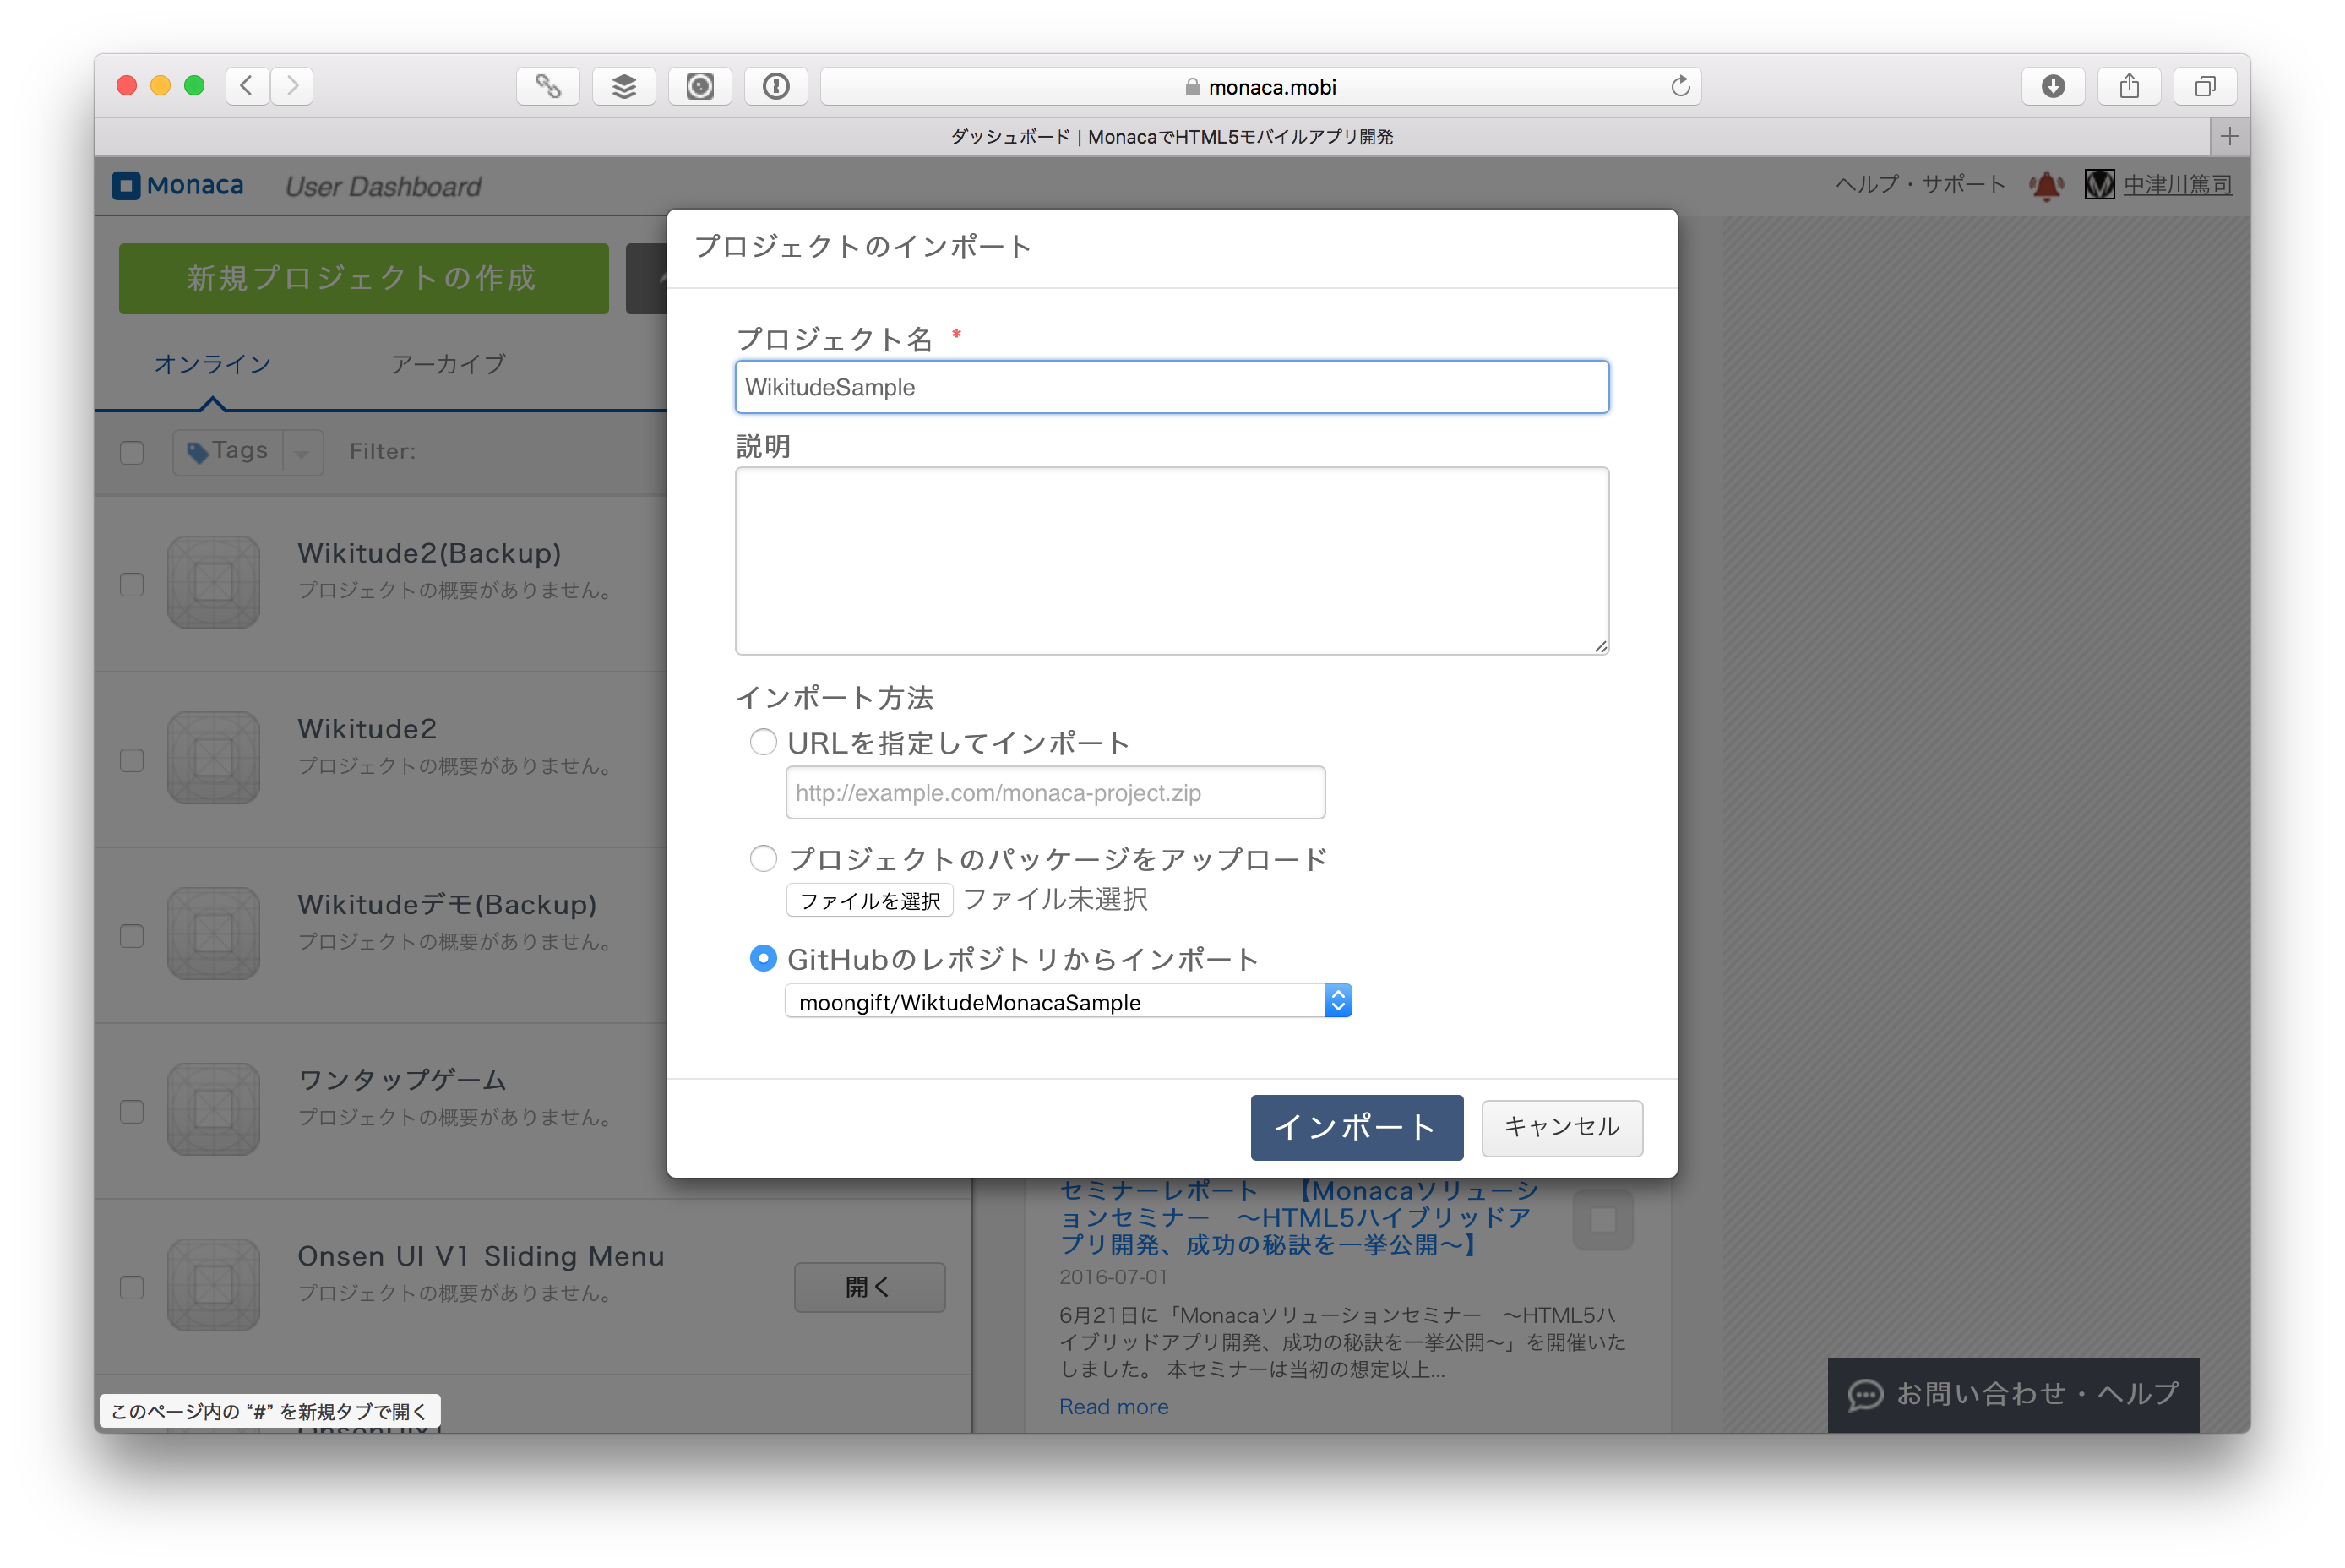 monaca.mobi
ダッシュボード | MonacaでHTML5モバイルアプリ開発
Monaca User Dashboard
ヘルプ・サポート 中津川篤司
新規プロジェクトの作成
オンライン アーカイブ
Tags Filter:
Wikitude2(Backup)
プロジェクトの概要がありません。
Wikitude2
プロジェクトの概要がありません。
Wikitudeデモ(Backup)
プロジェクトの概要がありません。
ワンタップゲーム
プロジェクトの概要がありません。
Onsen UI V1 Sliding Menu
プロジェクトの概要がありません。
開く
このページ内の “#” を新規タブで開く
プロジェクトのインポート
プロジェクト名 *
WikitudeSample
説明
インポート方法
URLを指定してインポート
http://example.com/monaca-project.zip
プロジェクトのパッケージをアップロード
ファイルを選択 ファイル未選択
GitHubのレポジトリからインポート
moongift/WiktudeMonacaSample
インポート キャンセル
セミナーレポート 【Monacaソリューシ
ョンセミナー ～HTML5ハイブリッドア
プリ開発、成功の秘訣を一挙公開～】
2016-07-01
6月21日に「Monacaソリューションセミナー ～HTML5ハ
イブリッドアプリ開発、成功の秘訣を一挙公開～」を開催いた
しました。 本セミナーは当初の想定以上...
Read more
お問い合わせ・ヘルプ